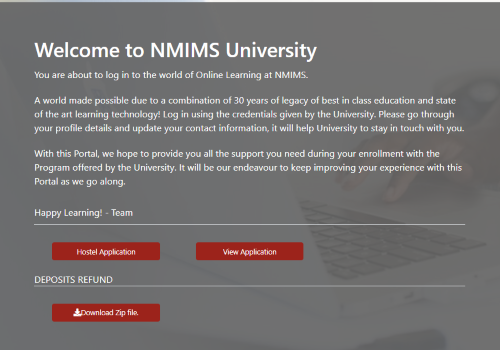 Welcome to NMIMS University
You are about to log in to the world of Online Learning at NMIMS.
A world made possible due to a combination of 30 years of legacy of best in class education and state
of the art learning technology! Log in using the credentials given by the University. Please go through
your profile details and update your contact information, it will help University to stay in touch with you.
With this Portal, we hope to provide you all the support you need during your enrollment with the
Program offered by the University. It will be our endeavour to keep improving your experience with this
Portal as we go along.
Happy Learning! - Team
Hostel Application View Application
DEPOSITS REFUND
Download Zip file.